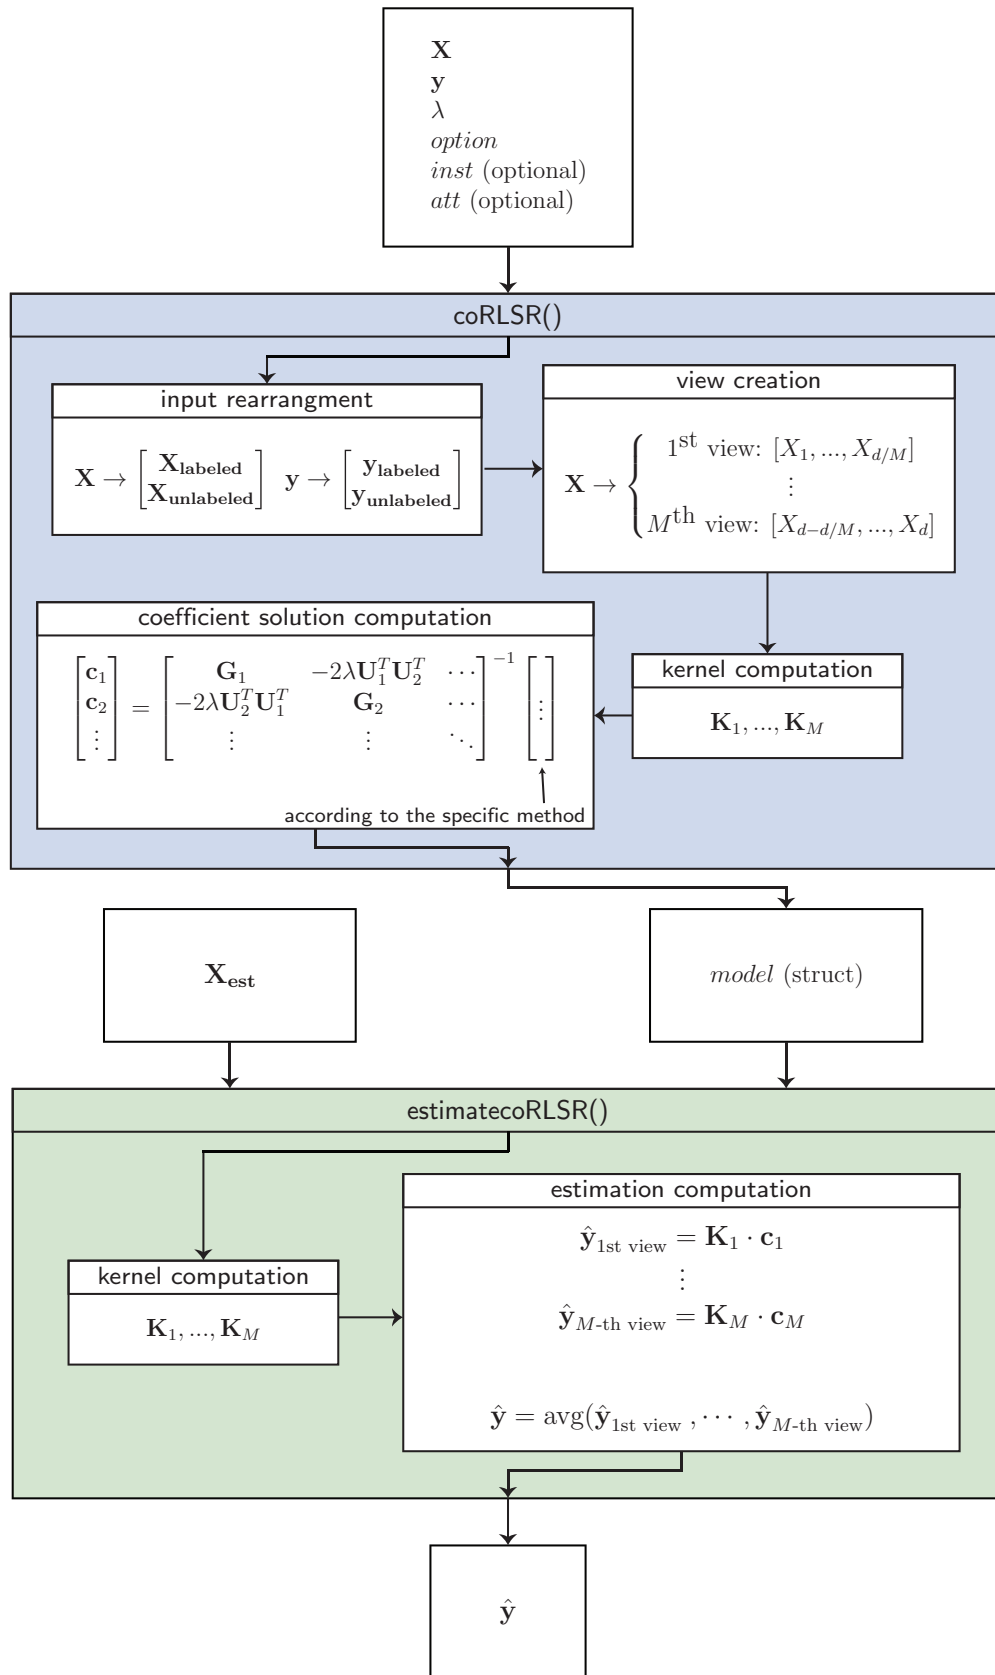 X
y
λ
option
inst (optional)
att (optional)
coRLSR()
input rearrangment
X → [X_labeled X_unlabeled] y → [y_labeled y_unlabeled]
view creation
X → { 1st view: [X_1, ..., X_{d/M}]
⋮
Mth view: [X_{d−d/M}, ..., X_d]
kernel computation
K_1, ..., K_M
coefficient solution computation
[c_1 c_2 ⋮] = [G_1 −2λU_1^T U_2^T ⋯
−2λU_2^T U_1^T G_2 ⋯
⋮ ⋮ ⋱]^{−1} [⋮]
according to the specific method
X_est
model (struct)
estimatecoRLSR()
kernel computation
K_1, ..., K_M
estimation computation
ŷ_{1st view} = K_1 · c_1
⋮
ŷ_{M-th view} = K_M · c_M
ŷ = avg(ŷ_{1st view} , ⋯ , ŷ_{M-th view})
ŷ